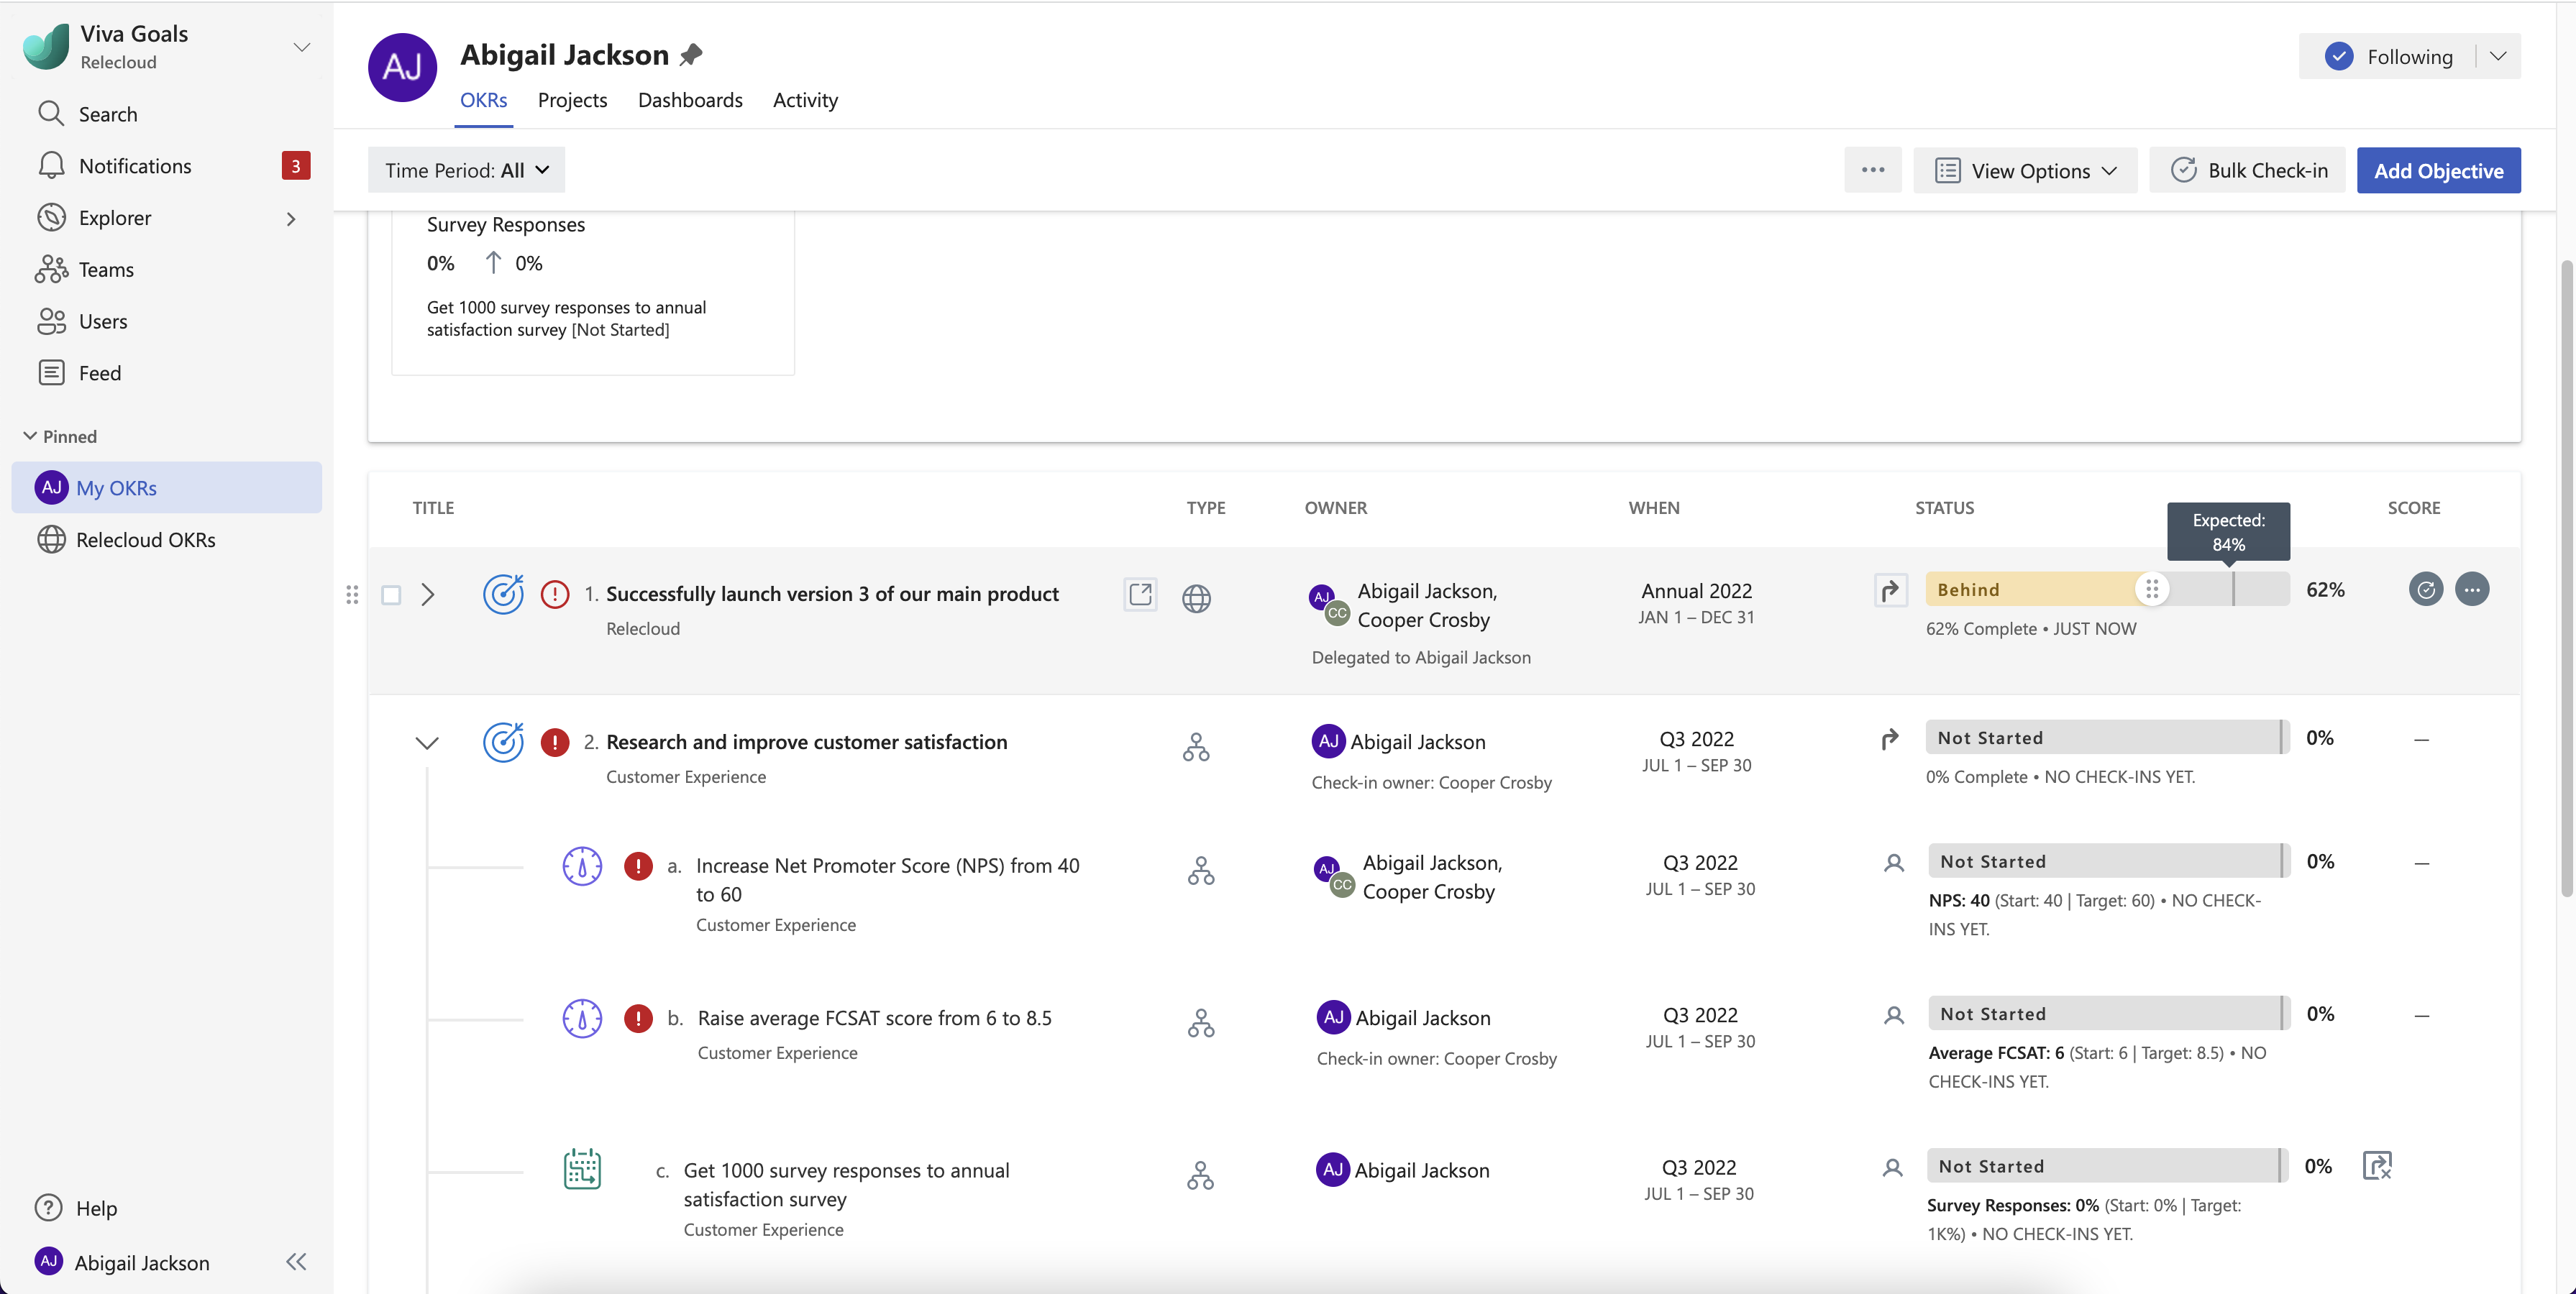 Viva Goals
Relecloud
Search
Notifications 3
Explorer
Teams
Users
Feed
Pinned
AJ My OKRs
Relecloud OKRs
Help
AJ Abigail Jackson
AJ Abigail Jackson
Following
OKRs Projects Dashboards Activity
Time Period: All
View Options Bulk Check-in Add Objective
Survey Responses
0% 0%
Get 1000 survey responses to annual
satisfaction survey [Not Started]
TITLE TYPE OWNER WHEN STATUS SCORE
Expected:
84%
1. Successfully launch version 3 of our main product
Relecloud
AJ CC Abigail Jackson,
Cooper Crosby
Delegated to Abigail Jackson
Annual 2022
JAN 1 – DEC 31
Behind 62%
62% Complete • JUST NOW
2. Research and improve customer satisfaction
Customer Experience
AJ Abigail Jackson
Check-in owner: Cooper Crosby
Q3 2022
JUL 1 – SEP 30
Not Started 0% —
0% Complete • NO CHECK-INS YET.
a. Increase Net Promoter Score (NPS) from 40
to 60
Customer Experience
AJ CC Abigail Jackson,
Cooper Crosby
Q3 2022
JUL 1 – SEP 30
Not Started 0% —
NPS: 40 (Start: 40 | Target: 60) • NO CHECK-
INS YET.
b. Raise average FCSAT score from 6 to 8.5
Customer Experience
AJ Abigail Jackson
Check-in owner: Cooper Crosby
Q3 2022
JUL 1 – SEP 30
Not Started 0% —
Average FCSAT: 6 (Start: 6 | Target: 8.5) • NO
CHECK-INS YET.
c. Get 1000 survey responses to annual
satisfaction survey
Customer Experience
AJ Abigail Jackson
Q3 2022
JUL 1 – SEP 30
Not Started 0%
Survey Responses: 0% (Start: 0% | Target:
1K%) • NO CHECK-INS YET.